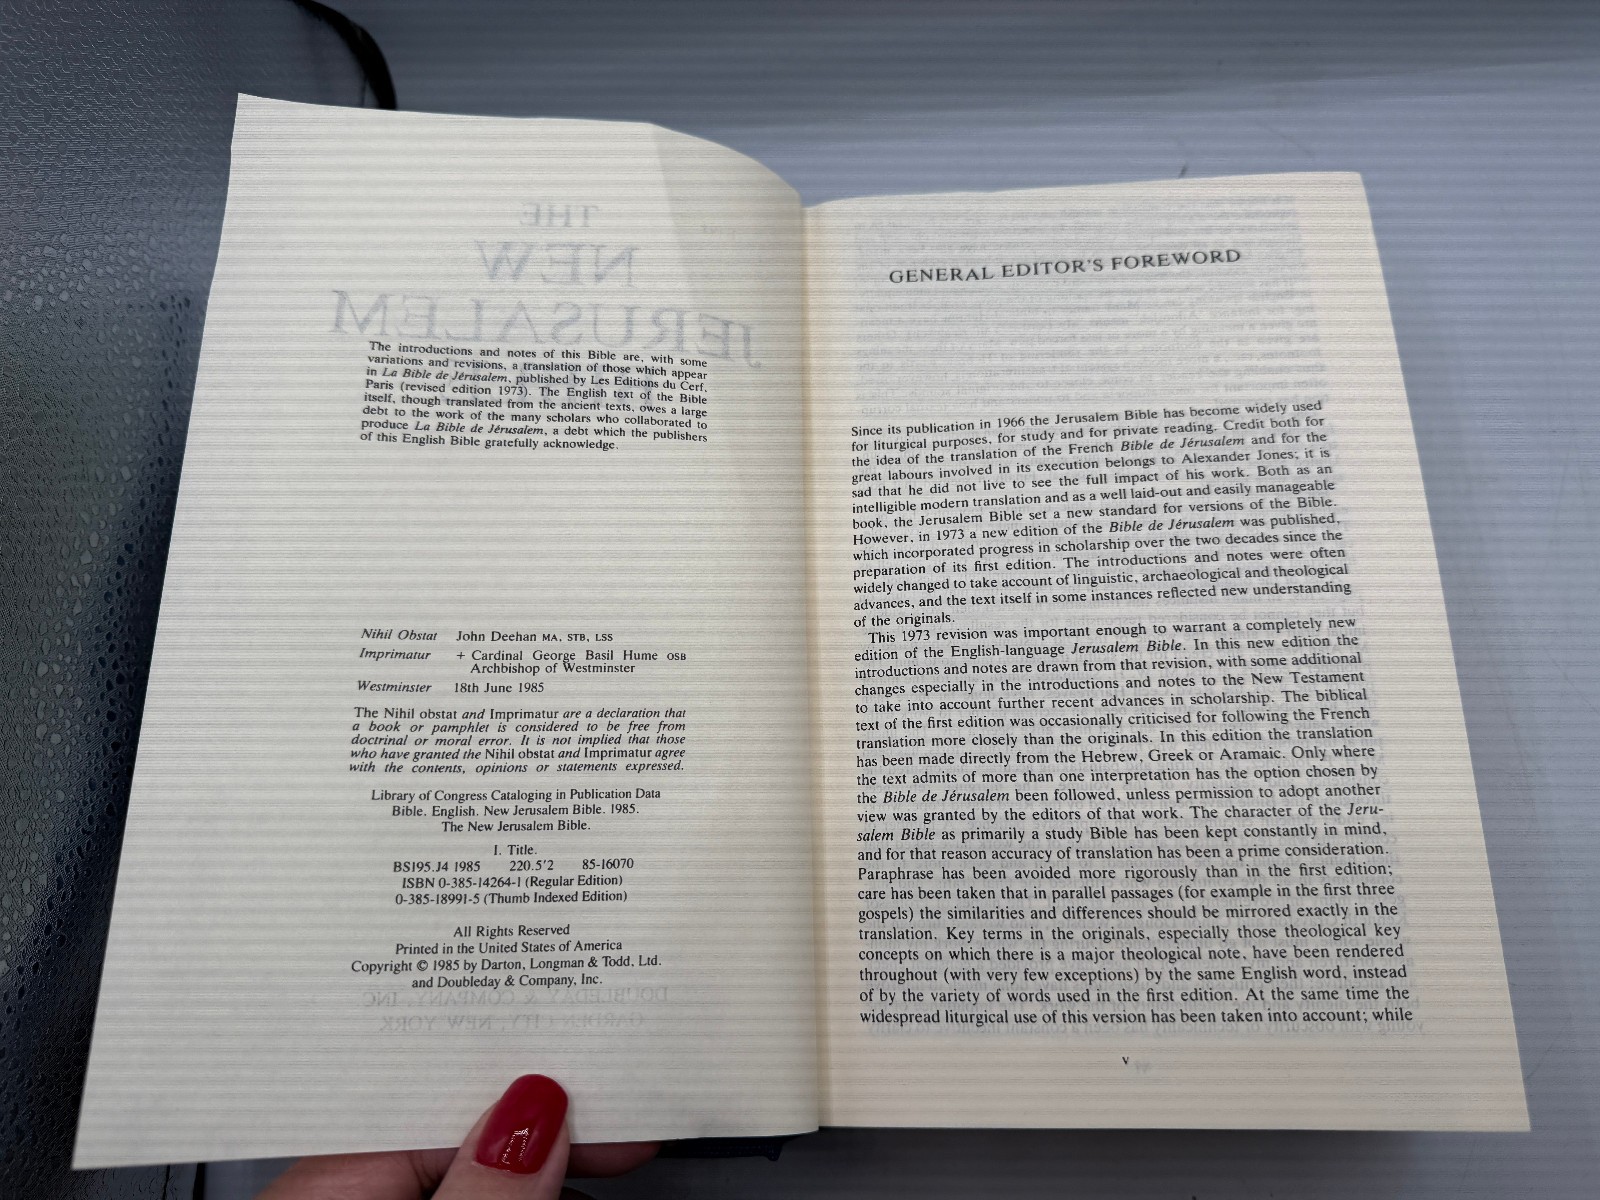 THE
NEW
JERUSALEM
The introductions and notes of this Bible are, with some
variations and revisions, a translation of those which appear
in La Bible de Jérusalem, published by Les Editions du Cerf,
Paris (revised edition 1973). The English text of the Bible
itself, though translated from the ancient texts, owes a large
debt to the work of the many scholars who collaborated to
produce La Bible de Jérusalem, a debt which the publishers
of this English Bible gratefully acknowledge.
Nihil Obstat John Deehan MA, STB, LSS
Imprimatur + Cardinal George Basil Hume OSB
Archbishop of Westminster
Westminster 18th June 1985
The Nihil obstat and Imprimatur are a declaration that
a book or pamphlet is considered to be free from
doctrinal or moral error. It is not implied that those
who have granted the Nihil obstat and Imprimatur agree
with the contents, opinions or statements expressed.
Library of Congress Cataloging in Publication Data
Bible. English. New Jerusalem Bible. 1985.
The New Jerusalem Bible.
I. Title.
BS195.J4 1985 220.5'2 85-16070
ISBN 0-385-14264-1 (Regular Edition)
0-385-18991-5 (Thumb Indexed Edition)
All Rights Reserved
Printed in the United States of America
Copyright © 1985 by Darton, Longman & Todd, Ltd.
and Doubleday & Company, Inc.
DOUBLEDAY & COMPANY, INC.
GARDEN CITY, NEW YORK
GENERAL EDITOR'S FOREWORD
Since its publication in 1966 the Jerusalem Bible has become widely used
for liturgical purposes, for study and for private reading. Credit both for
the idea of the translation of the French Bible de Jérusalem and for the
great labours involved in its execution belongs to Alexander Jones; it is
sad that he did not live to see the full impact of his work. Both as an
intelligible modern translation and as a well laid-out and easily manageable
book, the Jerusalem Bible set a new standard for versions of the Bible.
However, in 1973 a new edition of the Bible de Jérusalem was published,
which incorporated progress in scholarship over the two decades since the
preparation of its first edition. The introductions and notes were often
widely changed to take account of linguistic, archaeological and theological
advances, and the text itself in some instances reflected new understanding
of the originals.
This 1973 revision was important enough to warrant a completely new
edition of the English-language Jerusalem Bible. In this new edition the
introductions and notes are drawn from that revision, with some additional
changes especially in the introductions and notes to the New Testament
to take into account further recent advances in scholarship. The biblical
text of the first edition was occasionally criticised for following the French
translation more closely than the originals. In this edition the translation
has been made directly from the Hebrew, Greek or Aramaic. Only where
the text admits of more than one interpretation has the option chosen by
the Bible de Jérusalem been followed, unless permission to adopt another
view was granted by the editors of that work. The character of the Jeru-
salem Bible as primarily a study Bible has been kept constantly in mind,
and for that reason accuracy of translation has been a prime consideration.
Paraphrase has been avoided more rigorously than in the first edition;
care has been taken that in parallel passages (for example in the first three
gospels) the similarities and differences should be mirrored exactly in the
translation. Key terms in the originals, especially those theological key
concepts on which there is a major theological note, have been rendered
throughout (with very few exceptions) by the same English word, instead
of by the variety of words used in the first edition. At the same time the
widespread liturgical use of this version has been taken into account; while
v